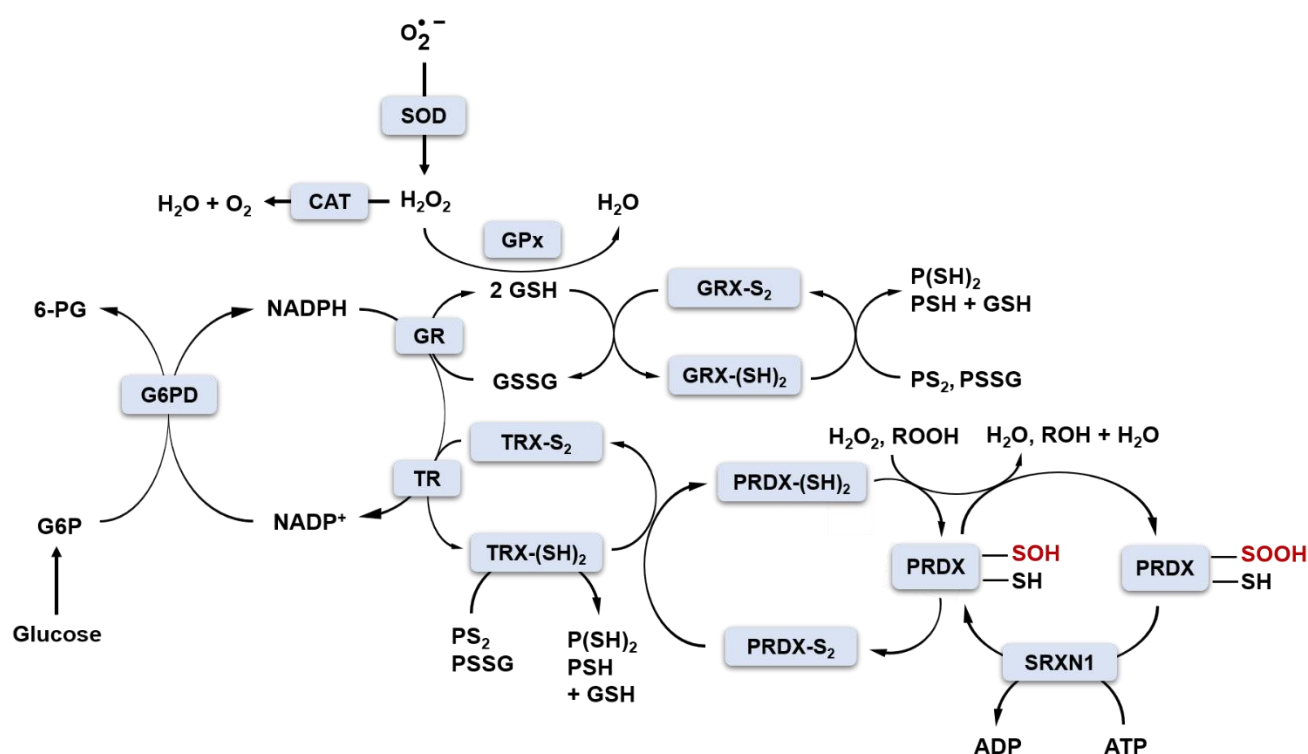 O₂•−
SOD
H₂O + O₂
CAT
H₂O₂
H₂O
GPx
6-PG
NADPH
2 GSH
GRX-S₂
P(SH)₂
PSH + GSH
GR
G6PD
GSSG
GRX-(SH)₂
PS₂, PSSG
TRX-S₂
H₂O₂, ROOH
H₂O, ROH + H₂O
TR
PRDX-(SH)₂
G6P
NADP⁺
TRX-(SH)₂
PRDX
SOH
SH
PRDX
SOOH
SH
Glucose
PS₂
PSSG
P(SH)₂
PSH
+ GSH
PRDX-S₂
SRXN1
ADP
ATP